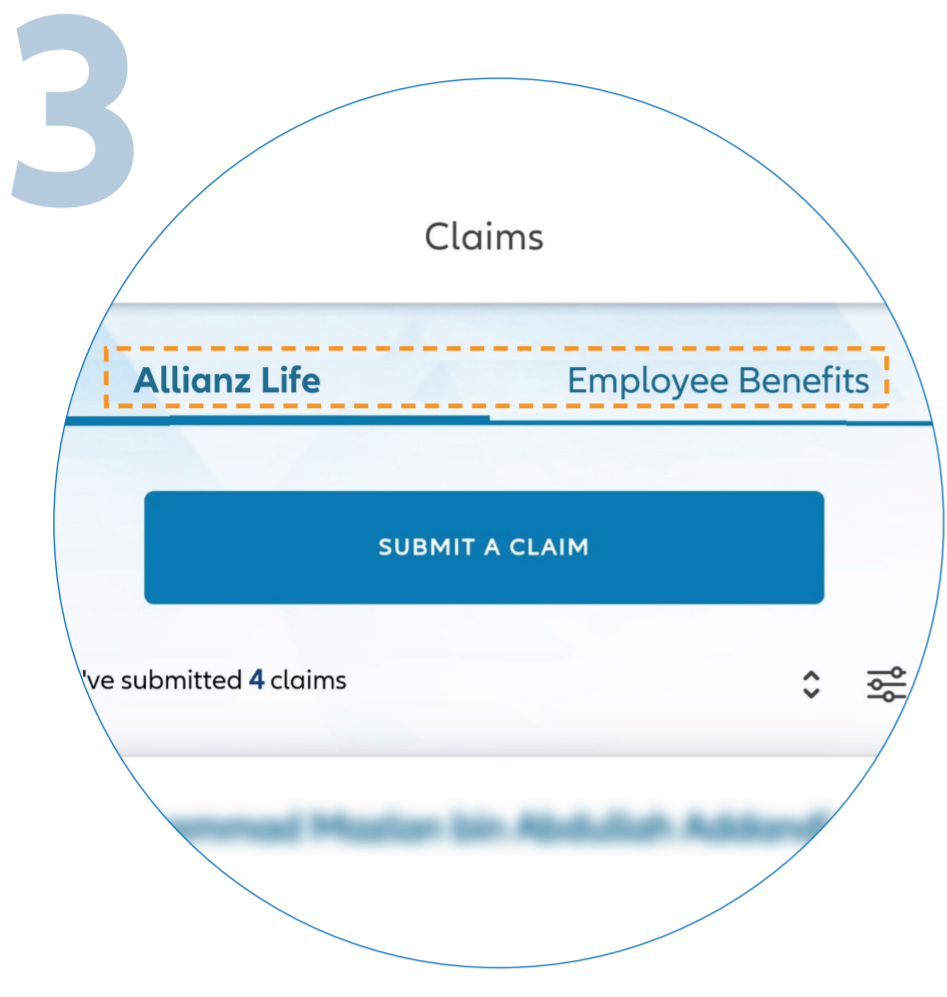 3
Claims
Allianz Life Employee Benefits
SUBMIT A CLAIM
've submitted 4 claims